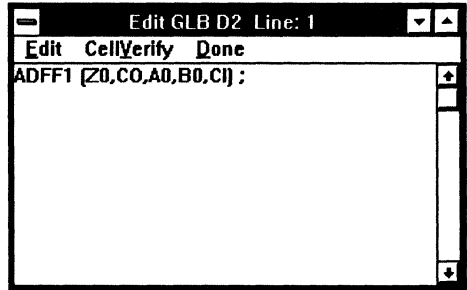 Edit GLB D2 Line: 1
Edit CellVerify Done
ADFF1 (Z0,CO,A0,B0,CI) ;